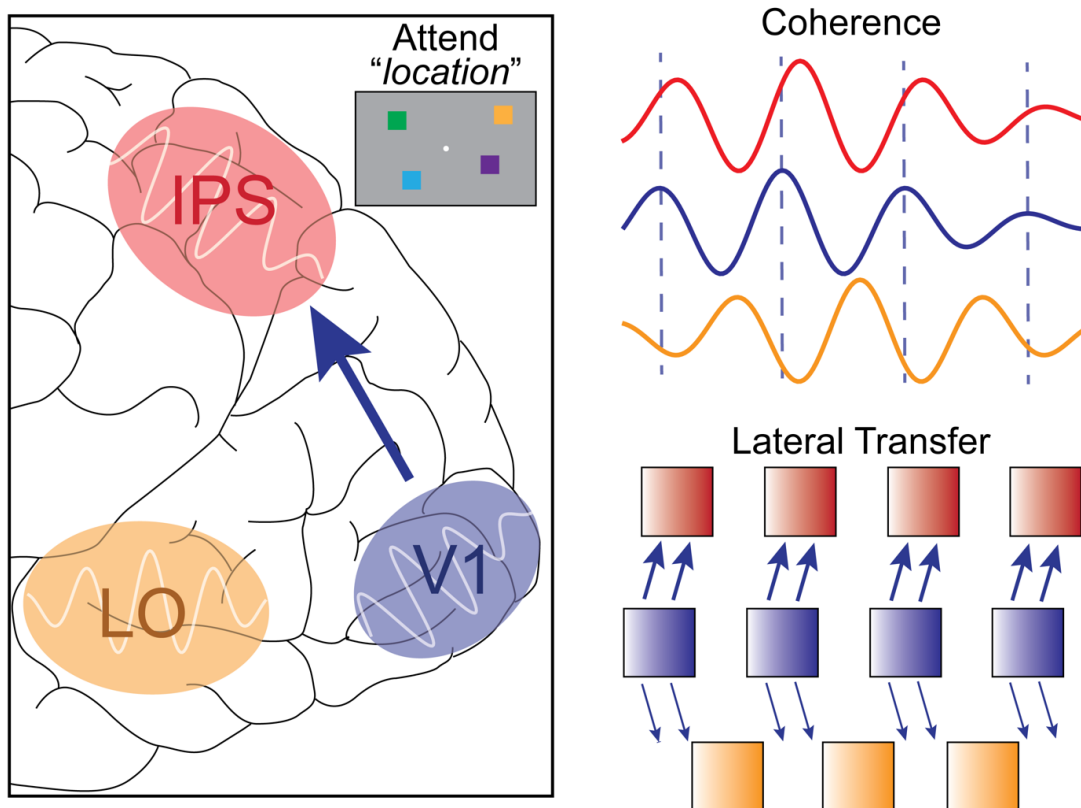 Attend
“location”
IPS
LO
V1
Coherence
Lateral Transfer